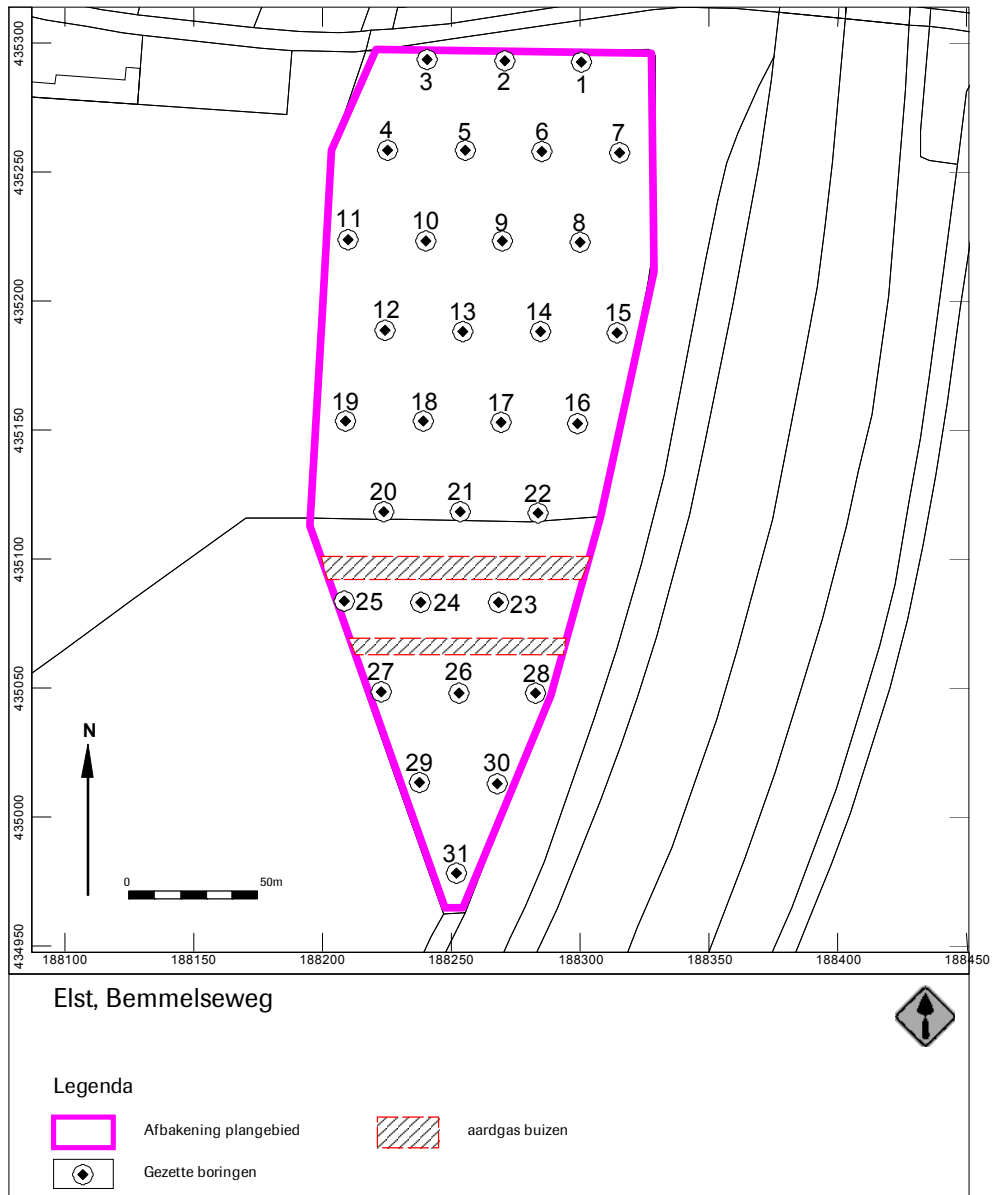 435300
435250
435200
435150
435100
435050
435000
434950
3 2 1
4 5 6 7
11 10 9 8
12 13 14 15
19 18 17 16
20 21 22
25 24 23
27 26 28
29 30
31
N
0 50m
188100 188150 188200 188250 188300 188350 188400 188450
Elst, Bemmelseweg
Legenda
Afbakening plangebied
aardgas buizen
Gezette boringen